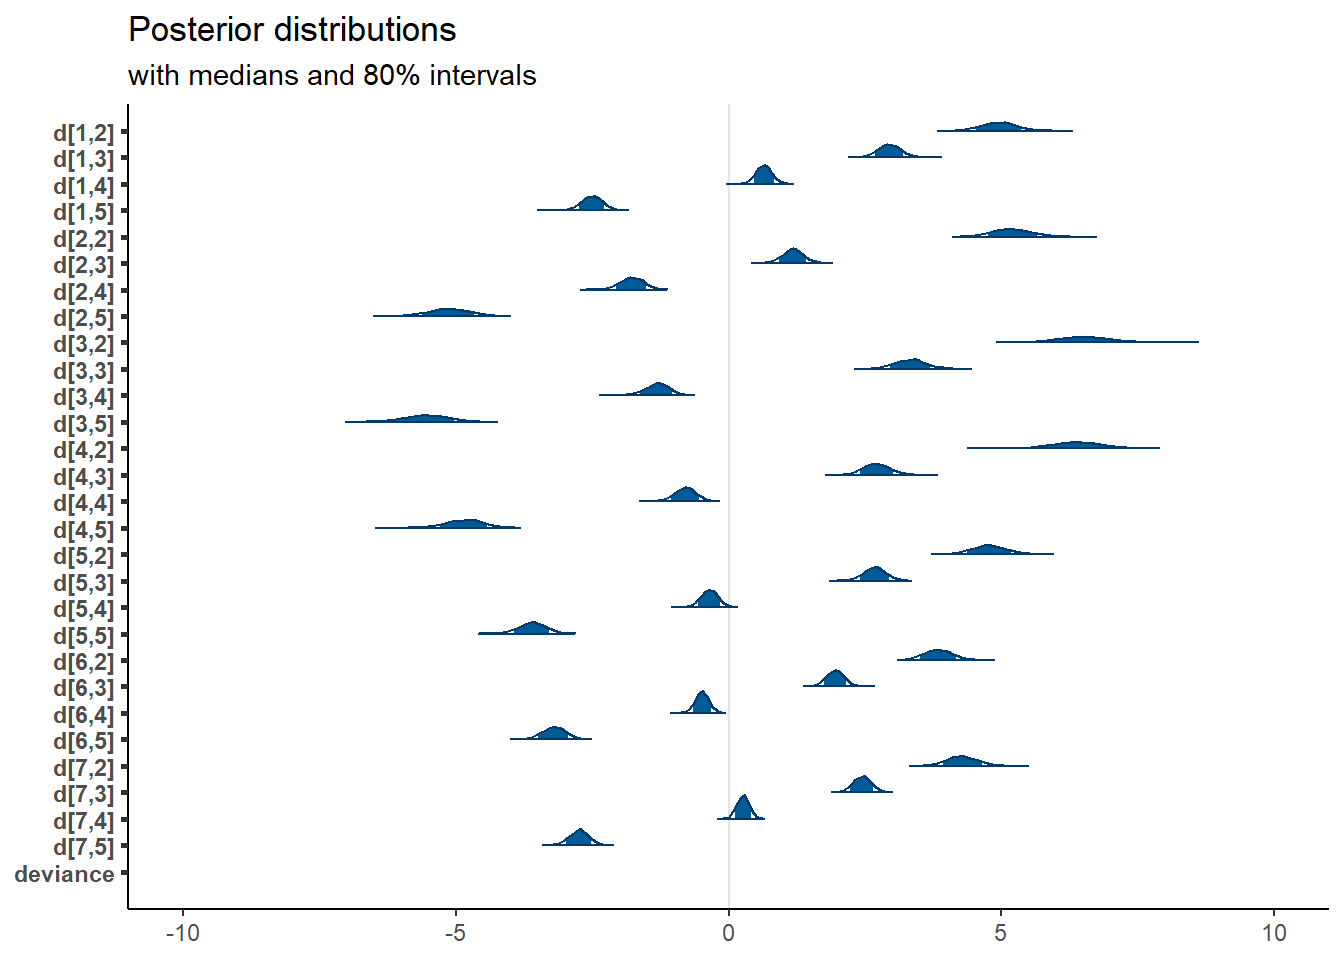 Posterior distributions
with medians and 80% intervals
d[1,2]
d[1,3]
d[1,4]
d[1,5]
d[2,2]
d[2,3]
d[2,4]
d[2,5]
d[3,2]
d[3,3]
d[3,4]
d[3,5]
d[4,2]
d[4,3]
d[4,4]
d[4,5]
d[5,2]
d[5,3]
d[5,4]
d[5,5]
d[6,2]
d[6,3]
d[6,4]
d[6,5]
d[7,2]
d[7,3]
d[7,4]
d[7,5]
deviance
-10 -5 0 5 10